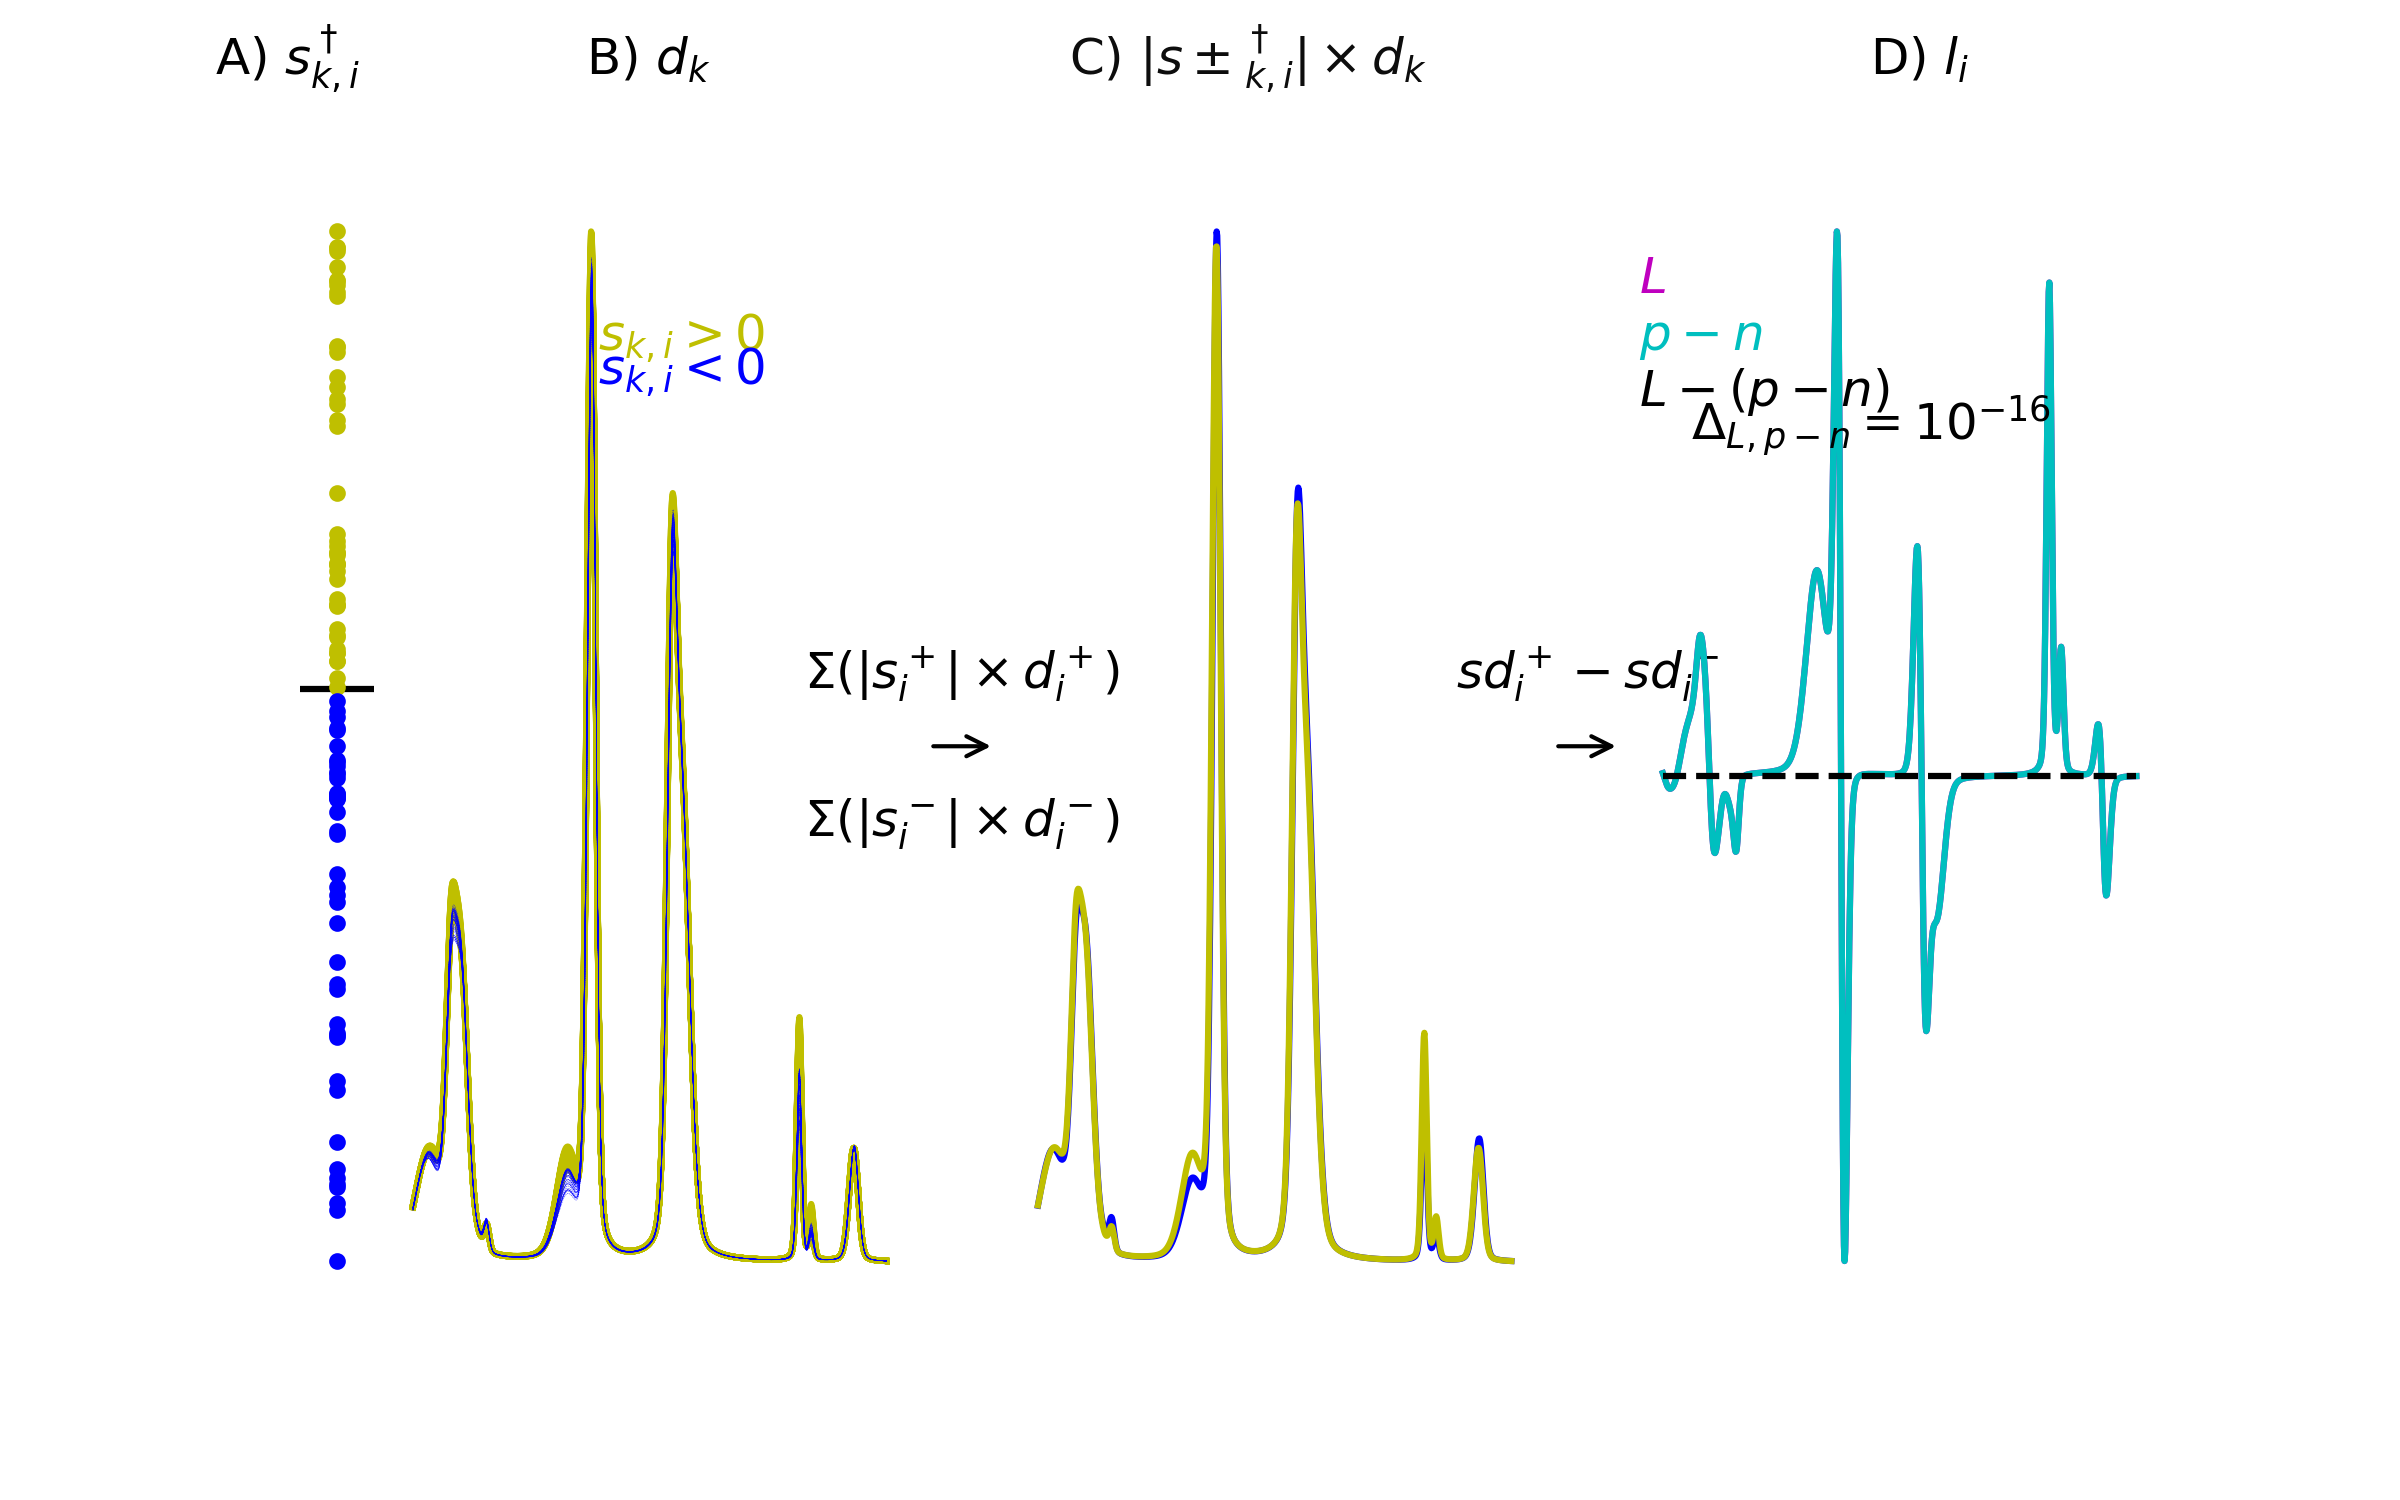 A) s†k,i
B) dk
C) |s±†k,i| × dk
D) li
sk,i > 0
sk,i < 0
L
p − n
L − (p − n)
ΔL,p−n = 10−16
Σ(|si+| × di+)
Σ(|si−| × di−)
sdi+ − sdi−